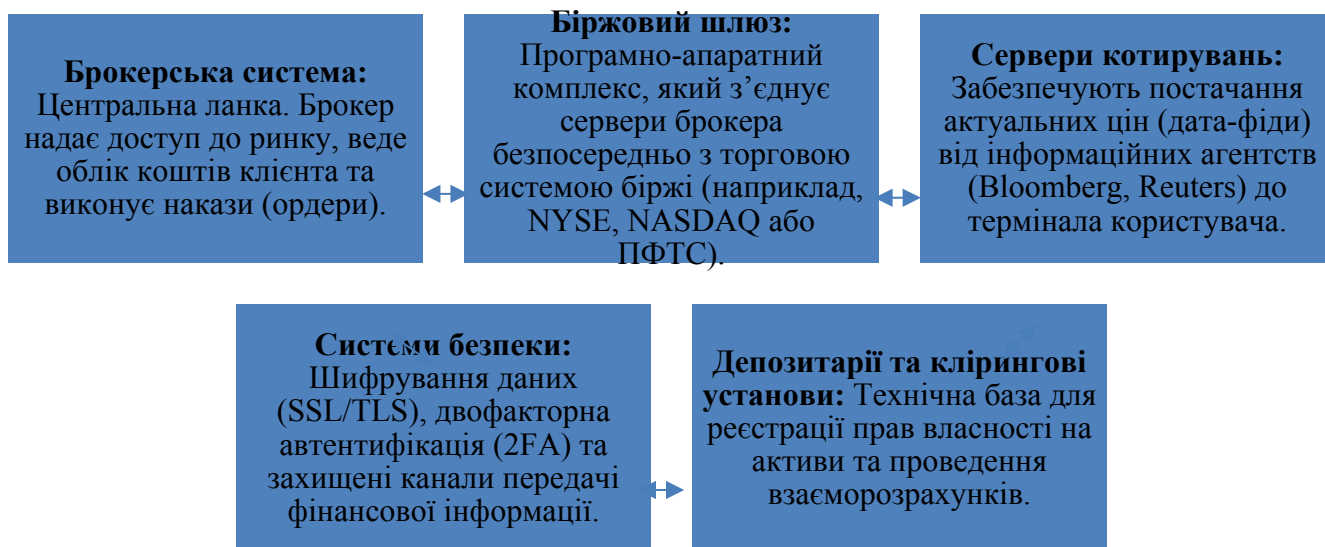 Брокерська система:
Центральна ланка. Брокер
надає доступ до ринку, веде
облік коштів клієнта та
виконує накази (ордери).
Біржовий шлюз:
Програмно-апаратний
комплекс, який з’єднує
сервери брокера
безпосередньо з торговою
системою біржі (наприклад,
NYSE, NASDAQ або
ПФТС).
Сервери котирувань:
Забезпечують постачання
актуальних цін (дата-фіди)
від інформаційних агентств
(Bloomberg, Reuters) до
термінала користувача.
Системи безпеки:
Шифрування даних
(SSL/TLS), двофакторна
автентифікація (2FA) та
захищені канали передачі
фінансової інформації.
Депозитарії та клірингові
установи: Технічна база для
реєстрації прав власності на
активи та проведення
взаєморозрахунків.